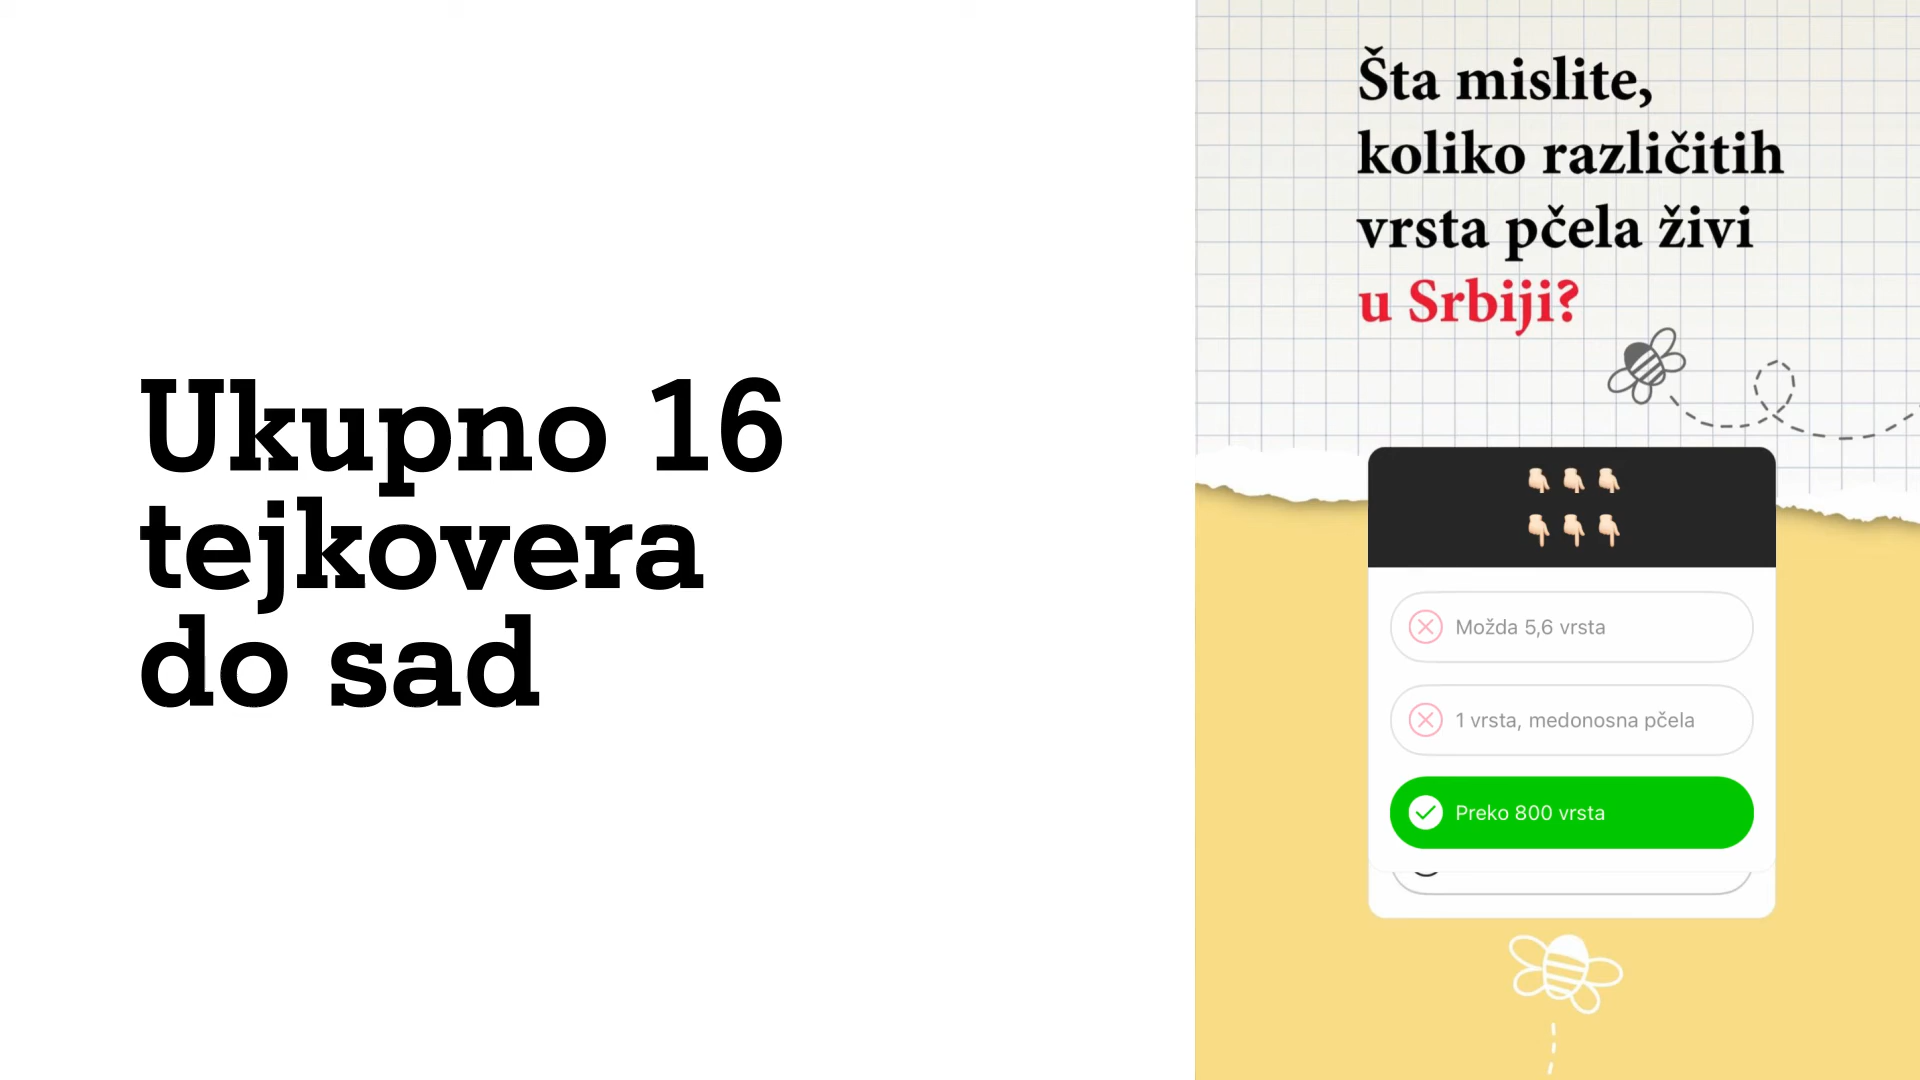 Ukupno 16
tejkovera
do sad
Šta mislite,
koliko različitih
vrsta pčela živi
u Srbiji?
👇🏻 👇🏻 👇🏻
👇🏻 👇🏻 👇🏻
Možda 5,6 vrsta
1 vrsta, medonosna pčela
Preko 800 vrsta